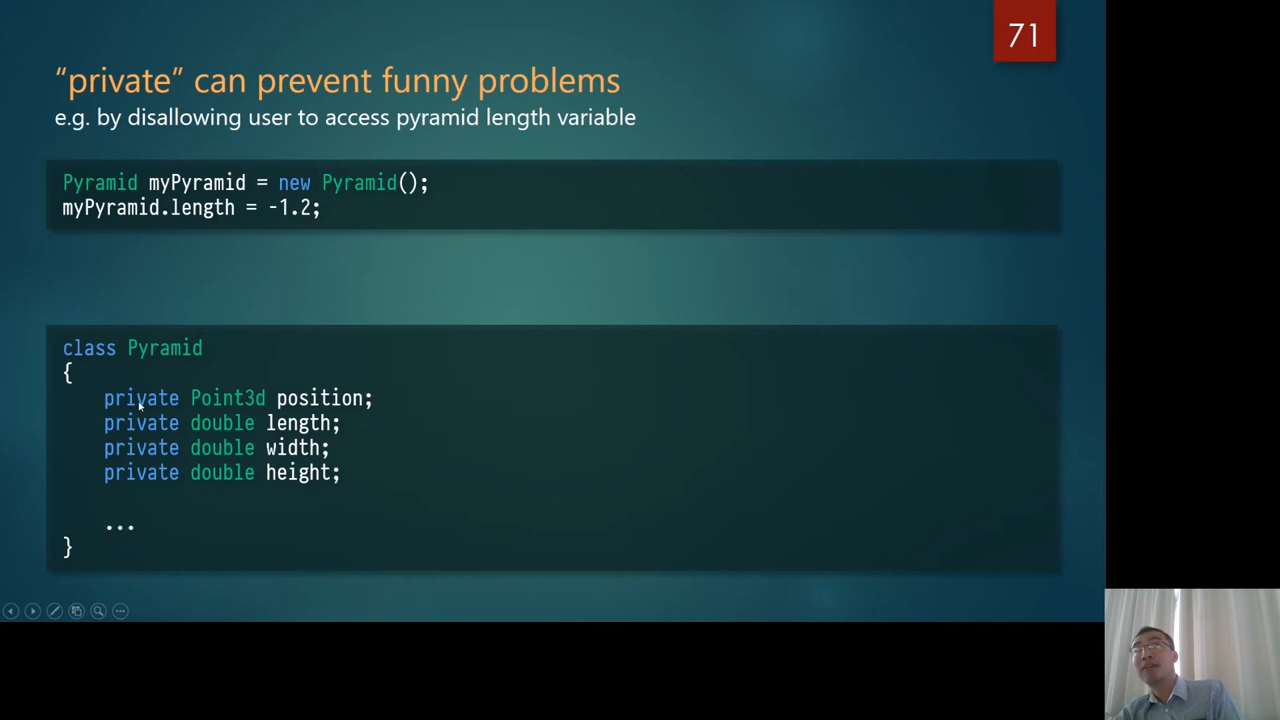 71
“private” can prevent funny problems
e.g. by disallowing user to access pyramid length variable
Pyramid myPyramid = new Pyramid();
myPyramid.length = -1.2;
class Pyramid
{
private Point3d position;
private double length;
private double width;
private double height;
...
}